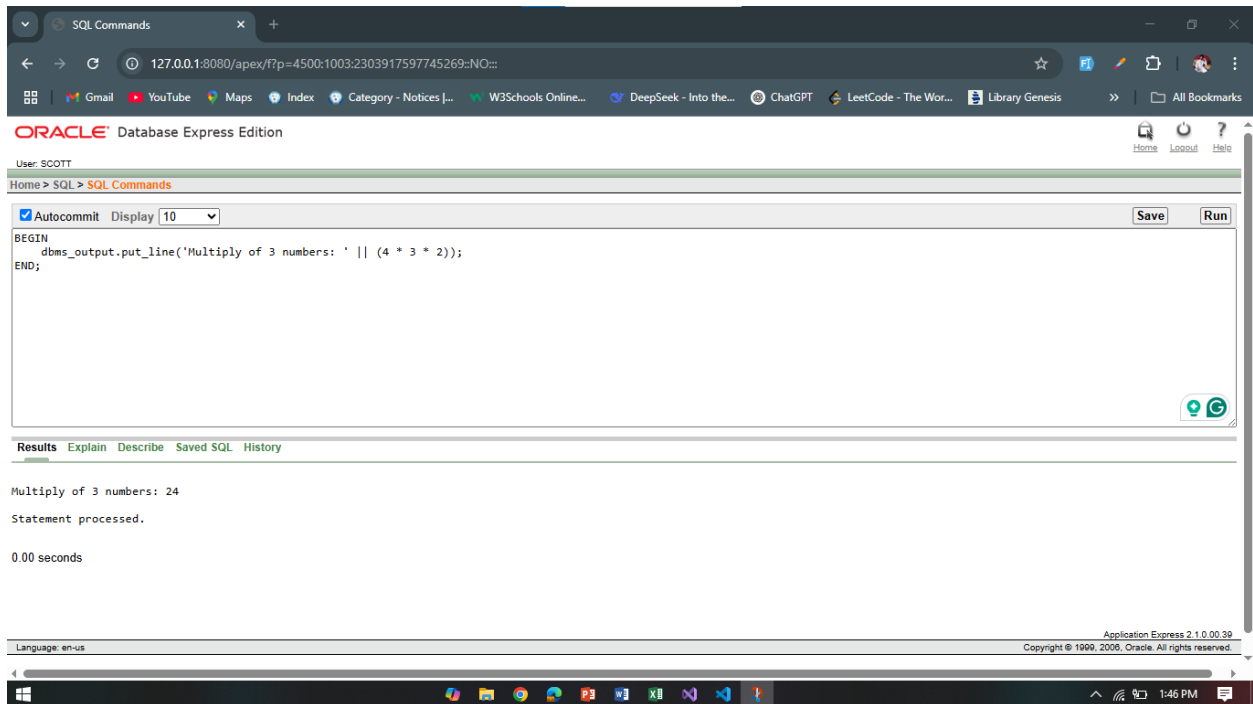 SQL Commands
127.0.0.1:8080/apex/f?p=4500:1003:2303917597745269::NO:::
Gmail YouTube Maps Index Category - Notices |... W3Schools Online... DeepSeek - Into the... ChatGPT LeetCode - The Wor... Library Genesis » All Bookmarks
ORACLE Database Express Edition
Home Logout Help
User: SCOTT
Home > SQL > SQL Commands
Autocommit Display 10 Save Run
BEGIN
    dbms_output.put_line('Multiply of 3 numbers: ' || (4 * 3 * 2));
END;
Results Explain Describe Saved SQL History
Multiply of 3 numbers: 24
Statement processed.
0.00 seconds
Application Express 2.1.0.00.39
Language: en-us Copyright © 1999, 2006, Oracle. All rights reserved.
1:46 PM